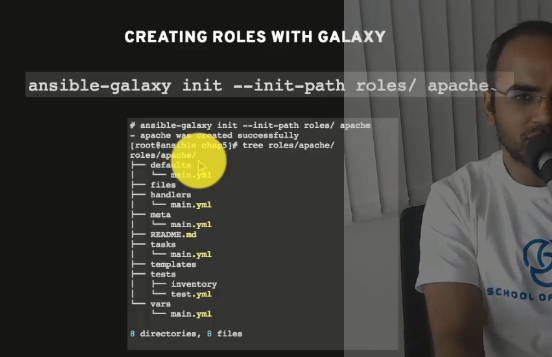 CREATING ROLES WITH GALAXY
ansible-galaxy init --init-path roles/ apache
# ansible-galaxy init --init-path roles/ apache
- apache was created successfully
[root@ansible chap5]# tree roles/apache/
roles/apache/
├── defaults
│   └── main.yml
├── files
├── handlers
│   └── main.yml
├── meta
│   └── main.yml
├── README.md
├── tasks
│   └── main.yml
├── templates
├── tests
│   ├── inventory
│   └── test.yml
└── vars
    └── main.yml
8 directories, 8 files
SCHOOL OF